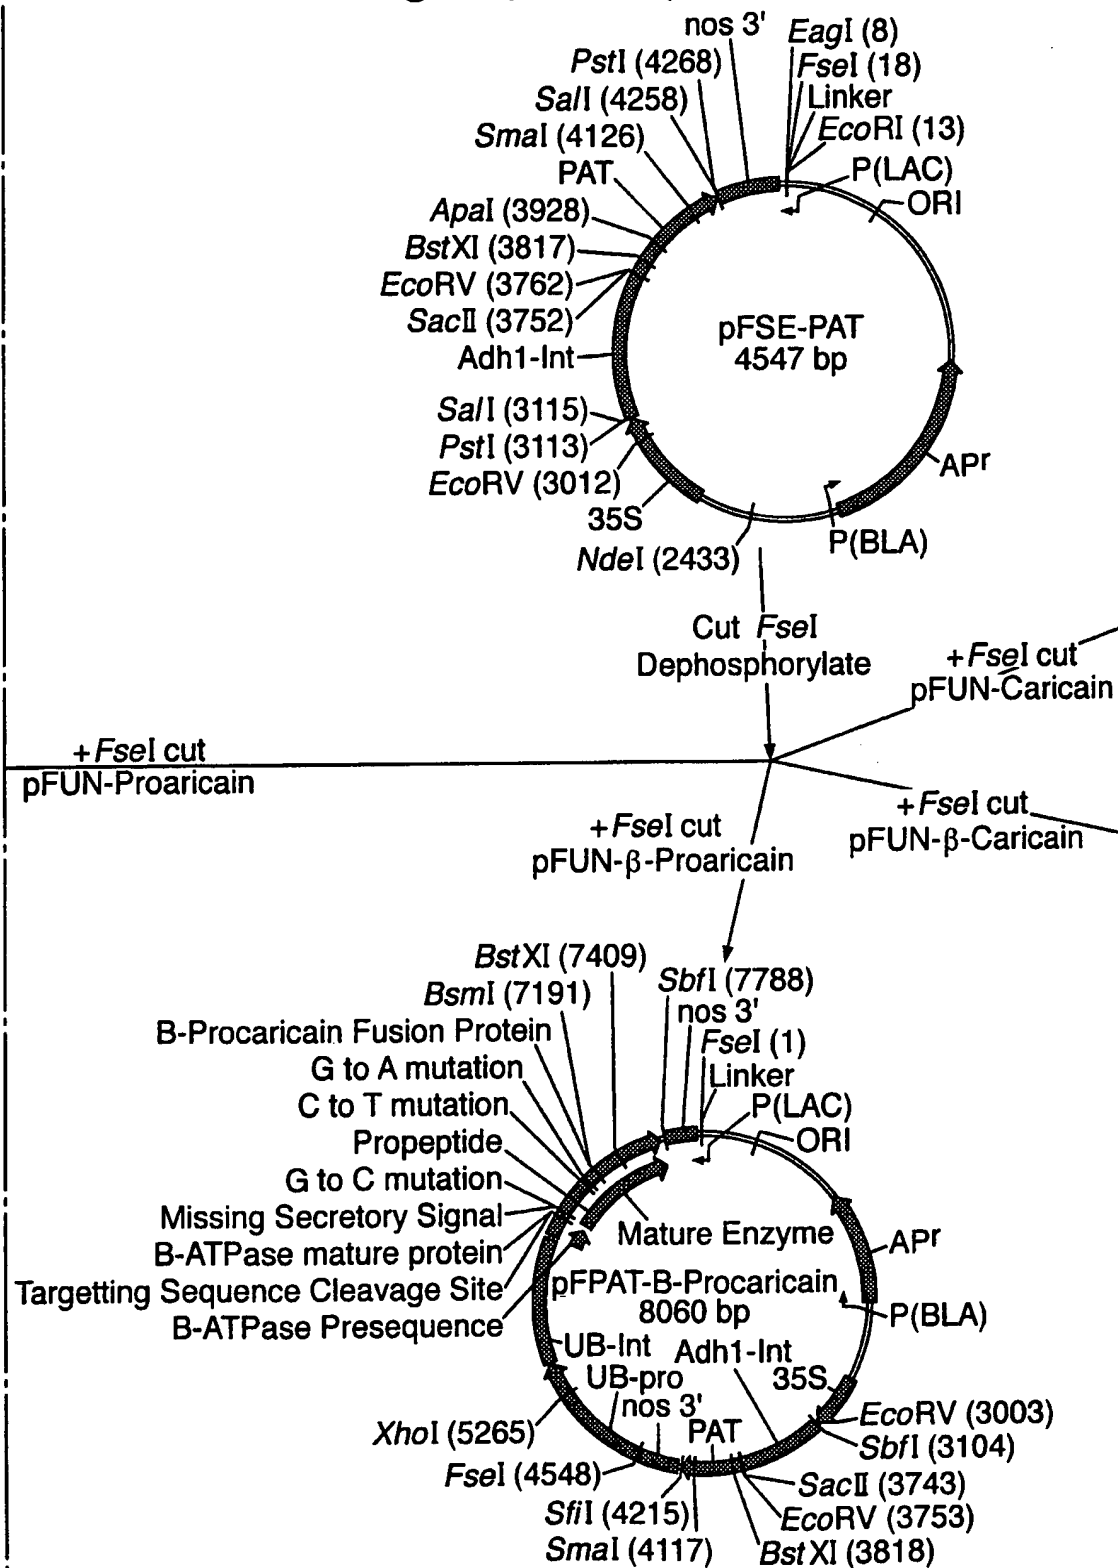 nos 3'
EagI (8)
PstI (4268)
FseI (18)
SalI (4258)
Linker
SmaI (4126)
EcoRI (13)
PAT
P(LAC)
ApaI (3928)
ORI
BstXI (3817)
EcoRV (3762)
SacII (3752)
pFSE-PAT
4547 bp
Adh1-Int
SalI (3115)
PstI (3113)
APr
EcoRV (3012)
35S
NdeI (2433)
P(BLA)
Cut FseI
Dephosphorylate
+FseI cut
pFUN-Caricain
+FseI cut
pFUN-Proaricain
+FseI cut
pFUN-β-Caricain
+FseI cut
pFUN-β-Proaricain
BstXI (7409)
SbfI (7788)
BsmI (7191)
nos 3'
B-Procaricain Fusion Protein
FseI (1)
G to A mutation
Linker
C to T mutation
P(LAC)
Propeptide
ORI
G to C mutation
Missing Secretory Signal
Mature Enzyme
APr
B-ATPase mature protein
Targetting Sequence Cleavage Site
pFPAT-B-Procaricain
8060 bp
P(BLA)
B-ATPase Presequence
UB-Int
Adh1-Int
UB-pro
35S
nos 3'
PAT
EcoRV (3003)
XhoI (5265)
SbfI (3104)
FseI (4548)
SacII (3743)
SfiI (4215)
EcoRV (3753)
SmaI (4117)
BstXI (3818)